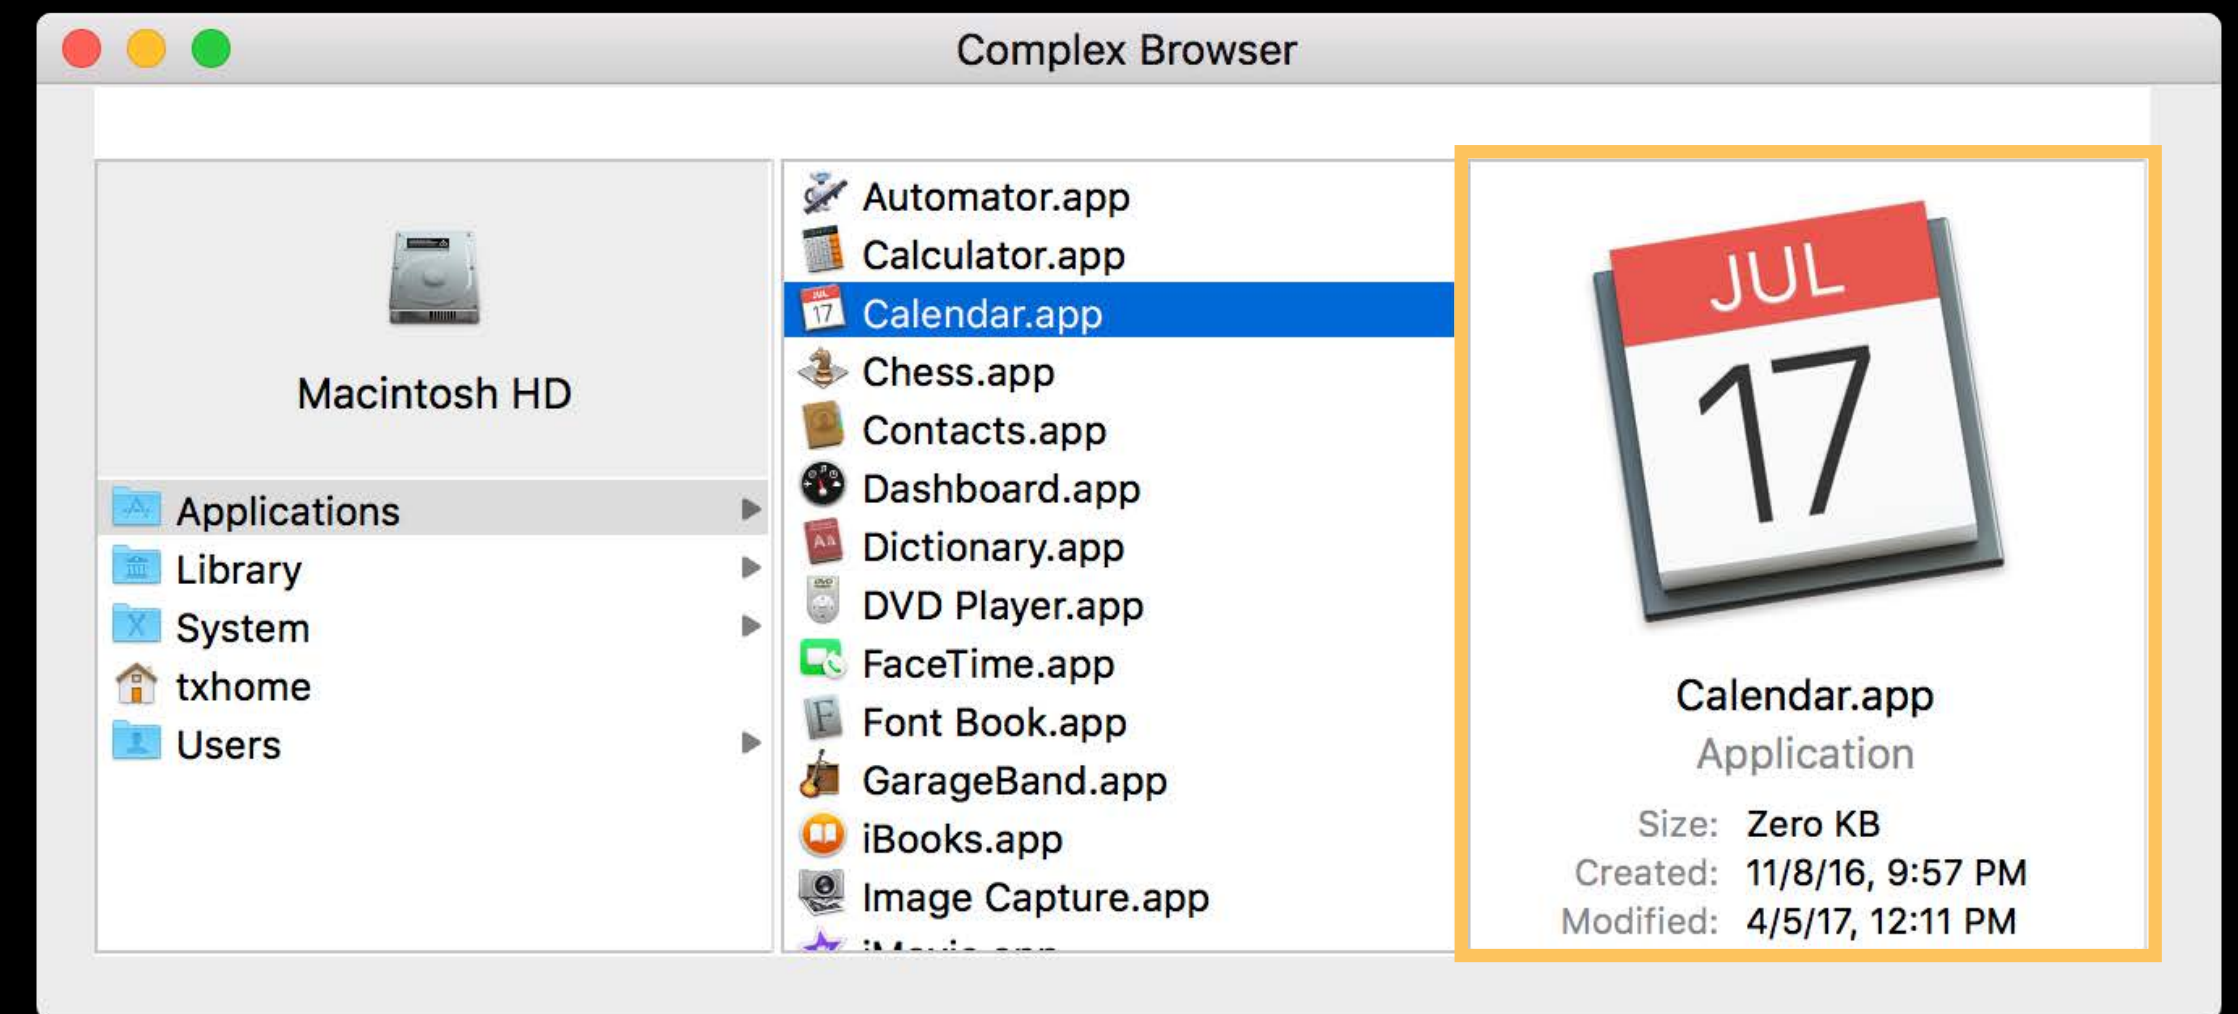 Complex Browser
Macintosh HD
Applications
Library
System
txhome
Users
Automator.app
Calculator.app
Calendar.app
Chess.app
Contacts.app
Dashboard.app
Dictionary.app
DVD Player.app
FaceTime.app
Font Book.app
GarageBand.app
iBooks.app
Image Capture.app
JUL
17
Calendar.app
Application
Size: Zero KB
Created: 11/8/16, 9:57 PM
Modified: 4/5/17, 12:11 PM